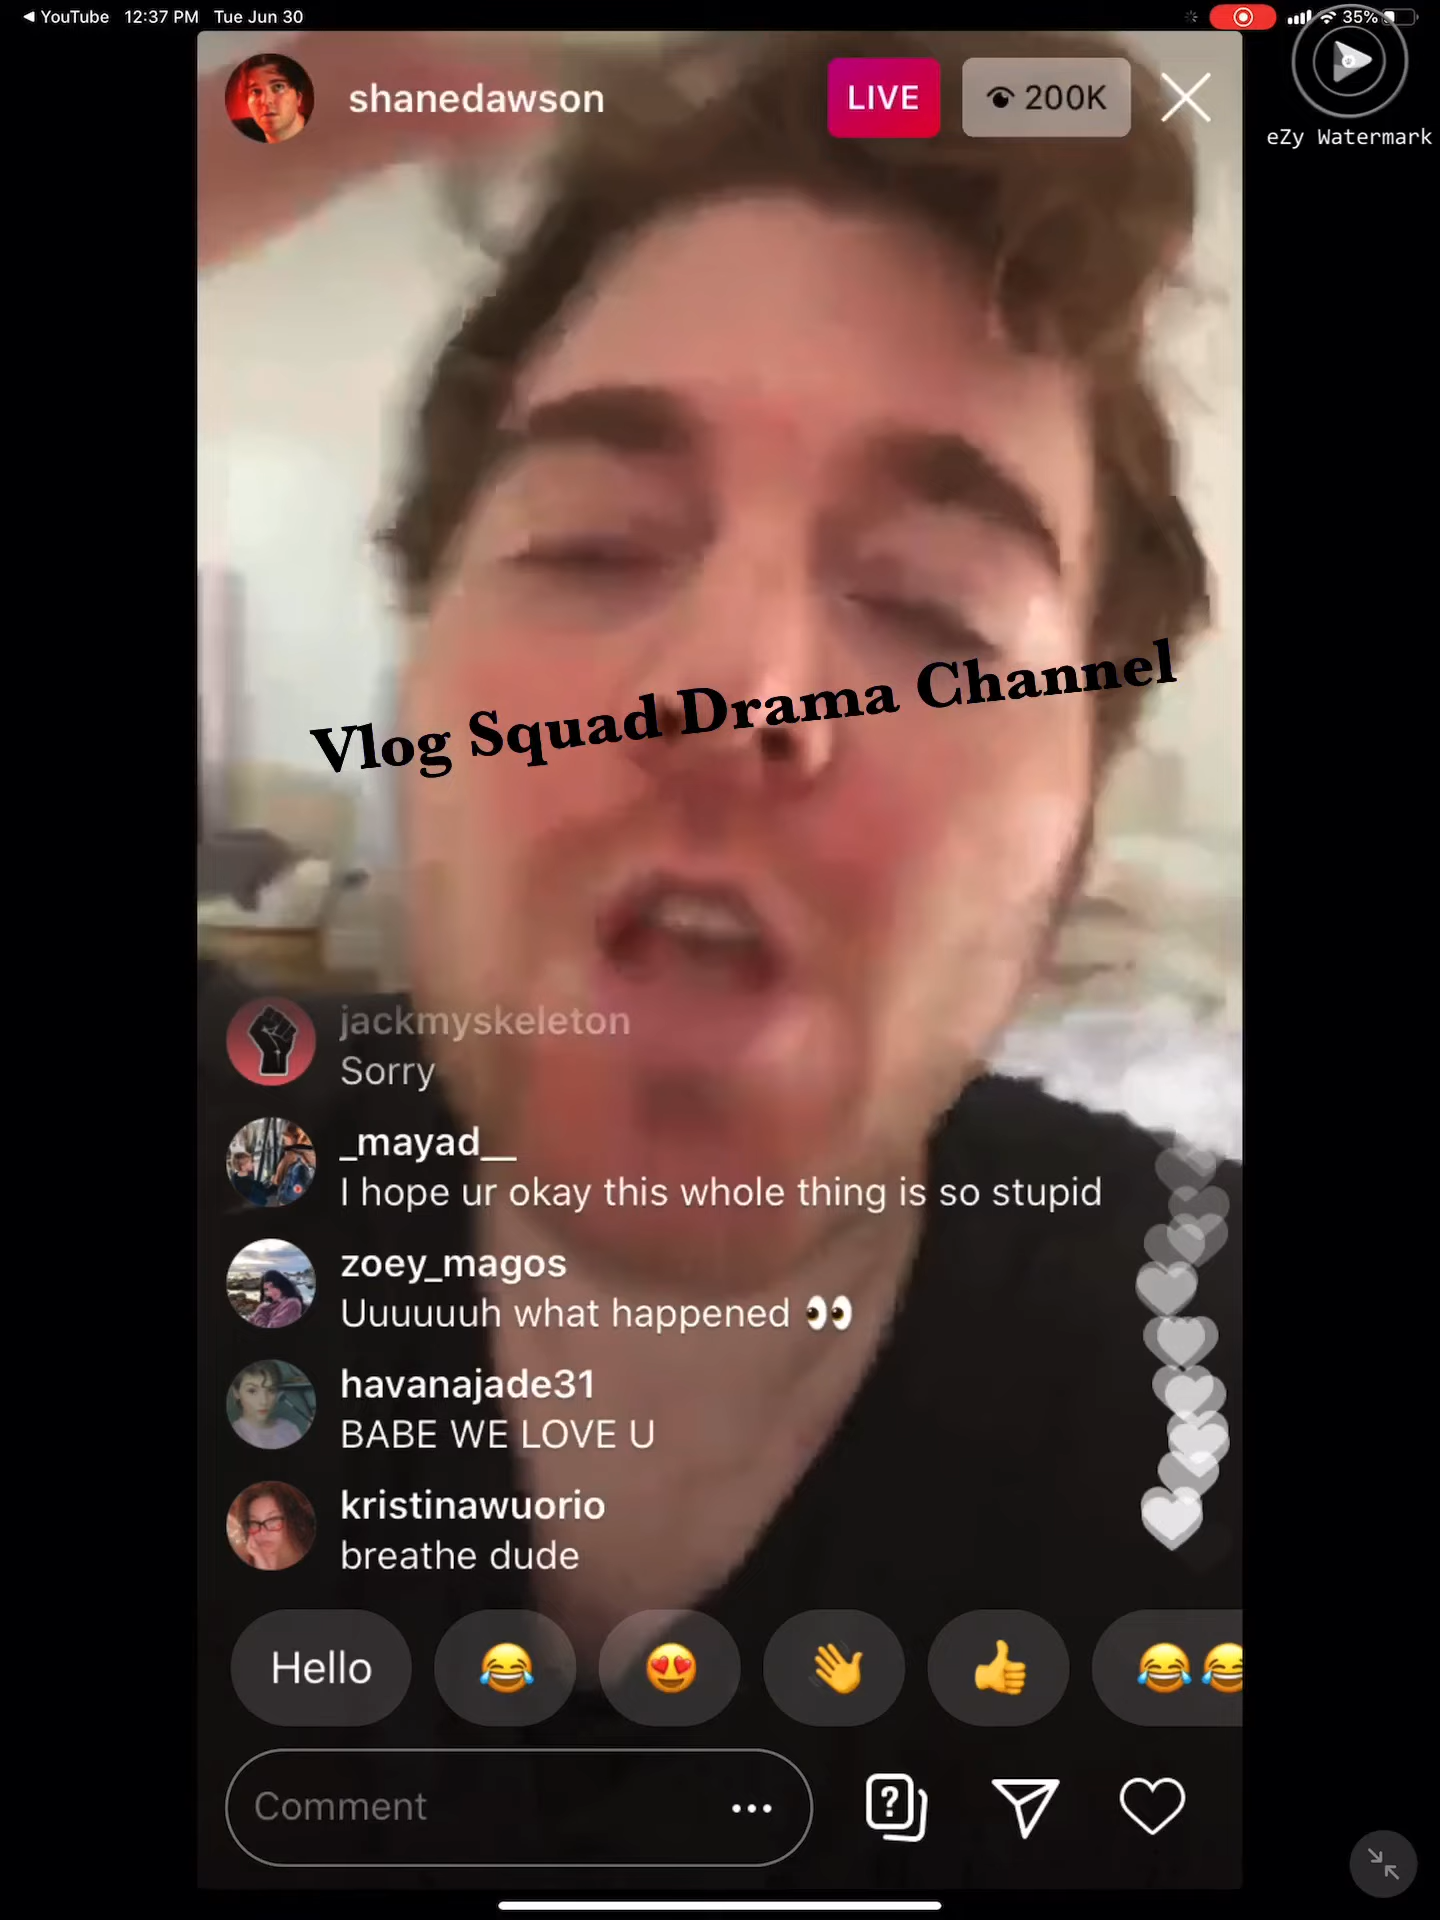 ◀ YouTube 12:37 PM Tue Jun 30 35%
shanedawson LIVE 200K
eZy Watermark
Vlog Squad Drama Channel
jackmyskeleton
Sorry
_mayad__
I hope ur okay this whole thing is so stupid
zoey_magos
Uuuuuuh what happened 👀
havanajade31
BABE WE LOVE U
kristinawuorio
breathe dude
Hello 😂 😍 👋 👍 😂😂
Comment ... ?